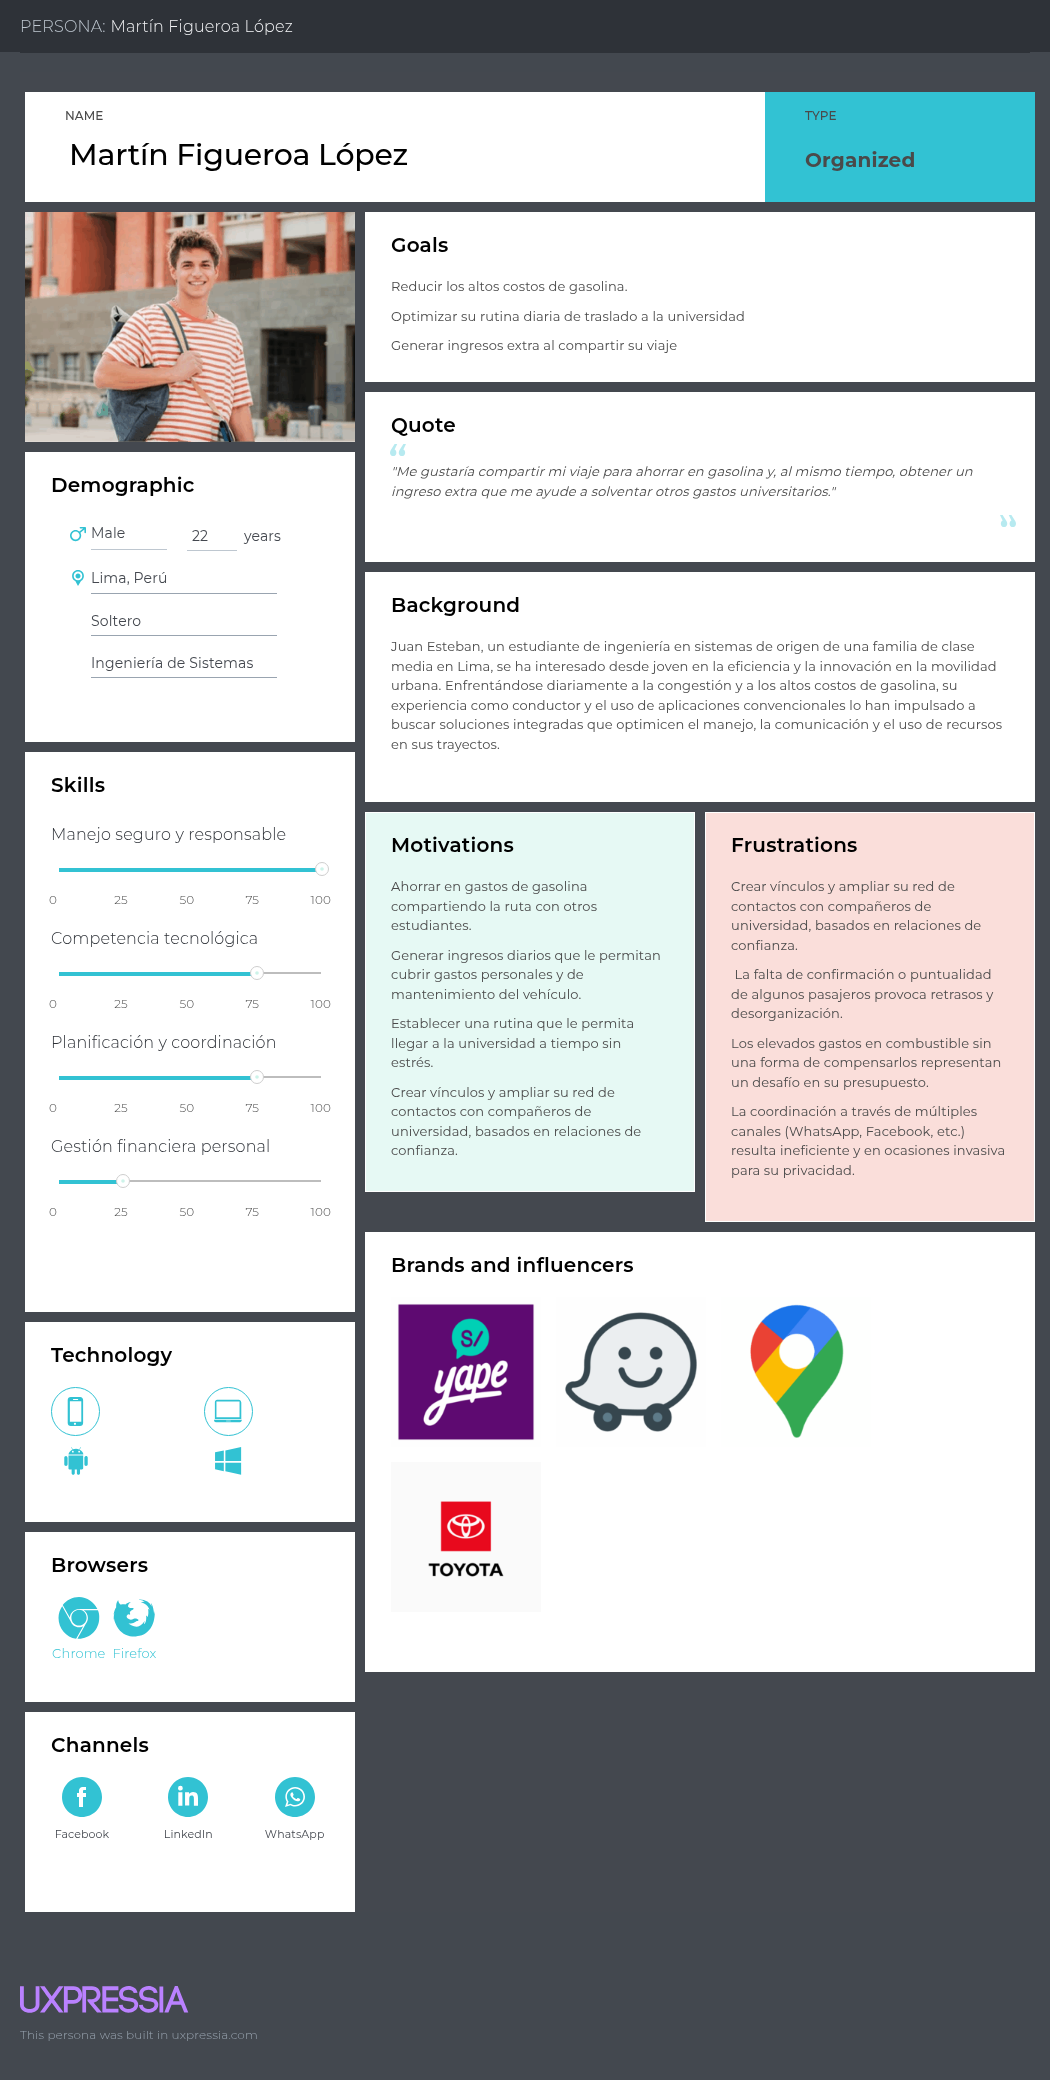 PERSONA: Martín Figueroa López
NAME
Martín Figueroa López
TYPE
Organized
Goals
Reducir los altos costos de gasolina.
Optimizar su rutina diaria de traslado a la universidad
Generar ingresos extra al compartir su viaje
Quote
"Me gustaría compartir mi viaje para ahorrar en gasolina y, al mismo tiempo, obtener un
ingreso extra que me ayude a solventar otros gastos universitarios."
Demographic
Male 22 years
Lima, Perú
Soltero
Ingeniería de Sistemas
Background
Juan Esteban, un estudiante de ingeniería en sistemas de origen de una familia de clase
media en Lima, se ha interesado desde joven en la eficiencia y la innovación en la movilidad
urbana. Enfrentándose diariamente a la congestión y a los altos costos de gasolina, su
experiencia como conductor y el uso de aplicaciones convencionales lo han impulsado a
buscar soluciones integradas que optimicen el manejo, la comunicación y el uso de recursos
en sus trayectos.
Skills
Manejo seguro y responsable
0 25 50 75 100
Competencia tecnológica
0 25 50 75 100
Planificación y coordinación
0 25 50 75 100
Gestión financiera personal
0 25 50 75 100
Motivations
Ahorrar en gastos de gasolina
compartiendo la ruta con otros
estudiantes.
Generar ingresos diarios que le permitan
cubrir gastos personales y de
mantenimiento del vehículo.
Establecer una rutina que le permita
llegar a la universidad a tiempo sin
estrés.
Crear vínculos y ampliar su red de
contactos con compañeros de
universidad, basados en relaciones de
confianza.
Frustrations
Crear vínculos y ampliar su red de
contactos con compañeros de
universidad, basados en relaciones de
confianza.
La falta de confirmación o puntualidad
de algunos pasajeros provoca retrasos y
desorganización.
Los elevados gastos en combustible sin
una forma de compensarlos representan
un desafío en su presupuesto.
La coordinación a través de múltiples
canales (WhatsApp, Facebook, etc.)
resulta ineficiente y en ocasiones invasiva
para su privacidad.
Brands and influencers
S/
yape
TOYOTA
Technology
Browsers
Chrome Firefox
Channels
f in
Facebook LinkedIn WhatsApp
UXPRESSIA
This persona was built in uxpressia.com